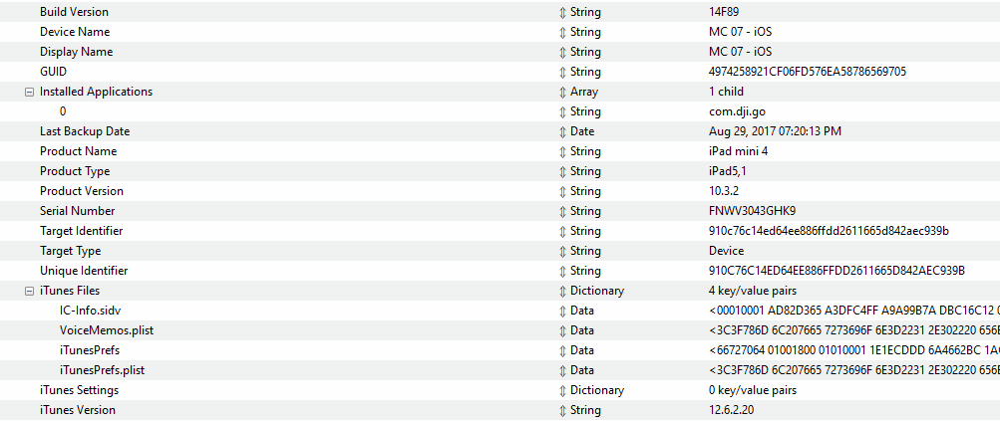 Build Version String 14F89
Device Name String MC 07 - iOS
Display Name String MC 07 - iOS
GUID String 4974258921CF06FD576EA58786569705
Installed Applications Array 1 child
0 String com.dji.go
Last Backup Date Date Aug 29, 2017 07:20:13 PM
Product Name String iPad mini 4
Product Type String iPad5,1
Product Version String 10.3.2
Serial Number String FNWV3043GHK9
Target Identifier String 910c76c14ed64ee886ffdd2611665d842aec939b
Target Type String Device
Unique Identifier String 910C76C14ED64EE886FFDD2611665D842AEC939B
iTunes Files Dictionary 4 key/value pairs
IC-Info.sidv Data <00010001 AD82D365 A3DFC4FF A9A99B7A DBC16C12
VoiceMemos.plist Data <3C3F786D 6C207665 7273696F 6E3D2231 2E302220
iTunesPrefs Data <66727064 01001800 01010001 1E1ECDDD 6A4662BC
iTunesPrefs.plist Data <3C3F786D 6C207665 7273696F 6E3D2231 2E302220
iTunes Settings Dictionary 0 key/value pairs
iTunes Version String 12.6.2.20